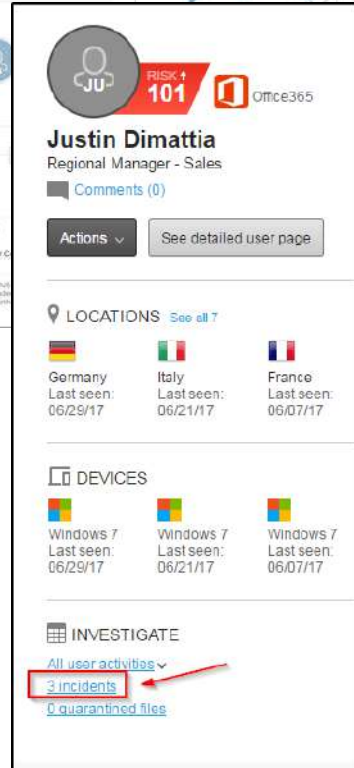 JU
RISK
101
Office365
Justin Dimattia
Regional Manager - Sales
Comments (0)
Actions
See detailed user page
LOCATIONS See all 7
Germany Italy France
Last seen: Last seen: Last seen:
06/29/17 06/21/17 06/07/17
DEVICES
Windows 7 Windows 7 Windows 7
Last seen: Last seen: Last seen:
06/29/17 06/21/17 06/07/17
INVESTIGATE
All user activities
3 incidents
0 quarantined files